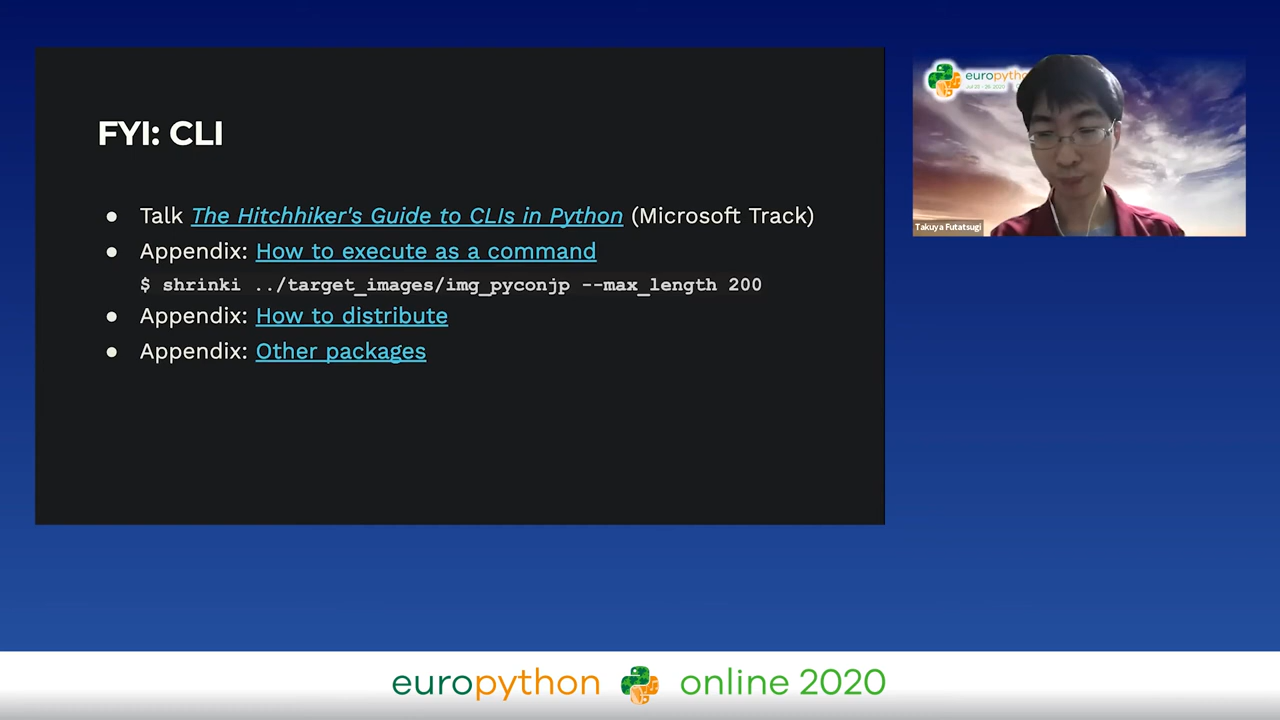 FYI: CLI
● Talk The Hitchhiker's Guide to CLIs in Python (Microsoft Track)
● Appendix: How to execute as a command
$ shrinki ../target_images/img_pyconjp --max_length 200
● Appendix: How to distribute
● Appendix: Other packages
europytho
Takuya Futatsugi
europython online 2020